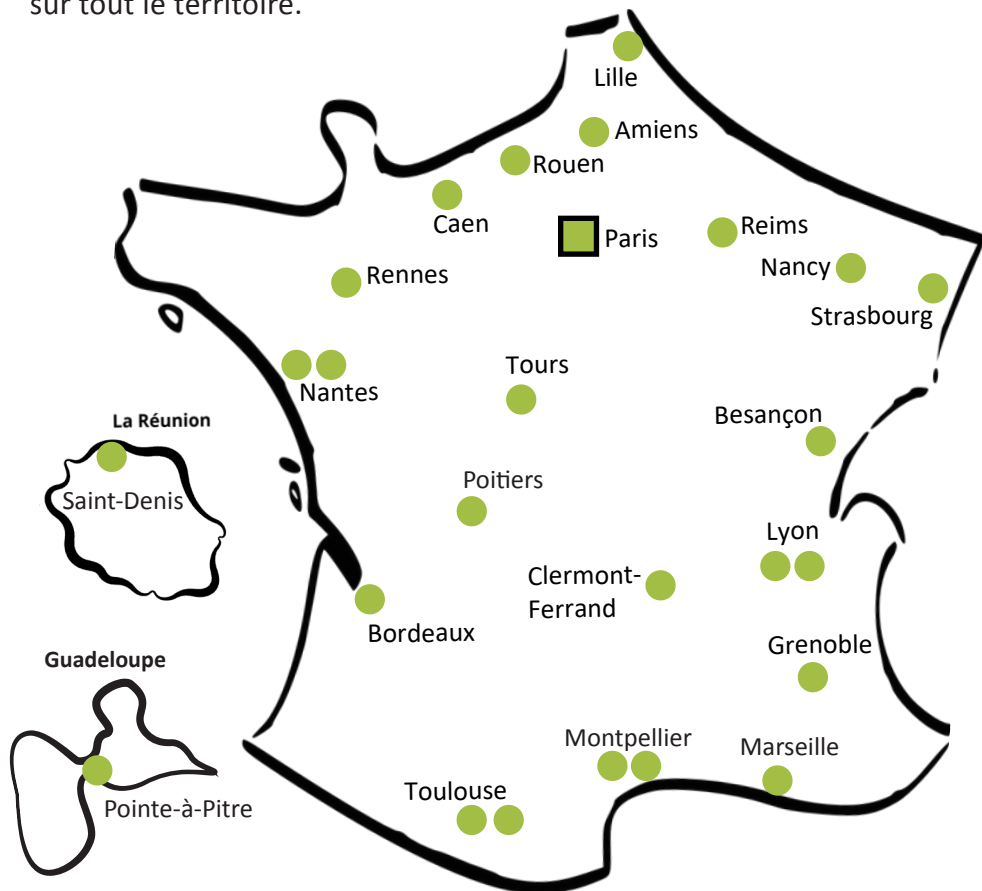 sur tout le territoire.
Lille
Amiens
Rouen
Caen
Paris
Reims
Nancy
Strasbourg
Rennes
Nantes
Tours
Besançon
La Réunion
Saint-Denis
Poitiers
Lyon
Clermont-
Ferrand
Bordeaux
Grenoble
Guadeloupe
Pointe-à-Pitre
Montpellier
Marseille
Toulouse